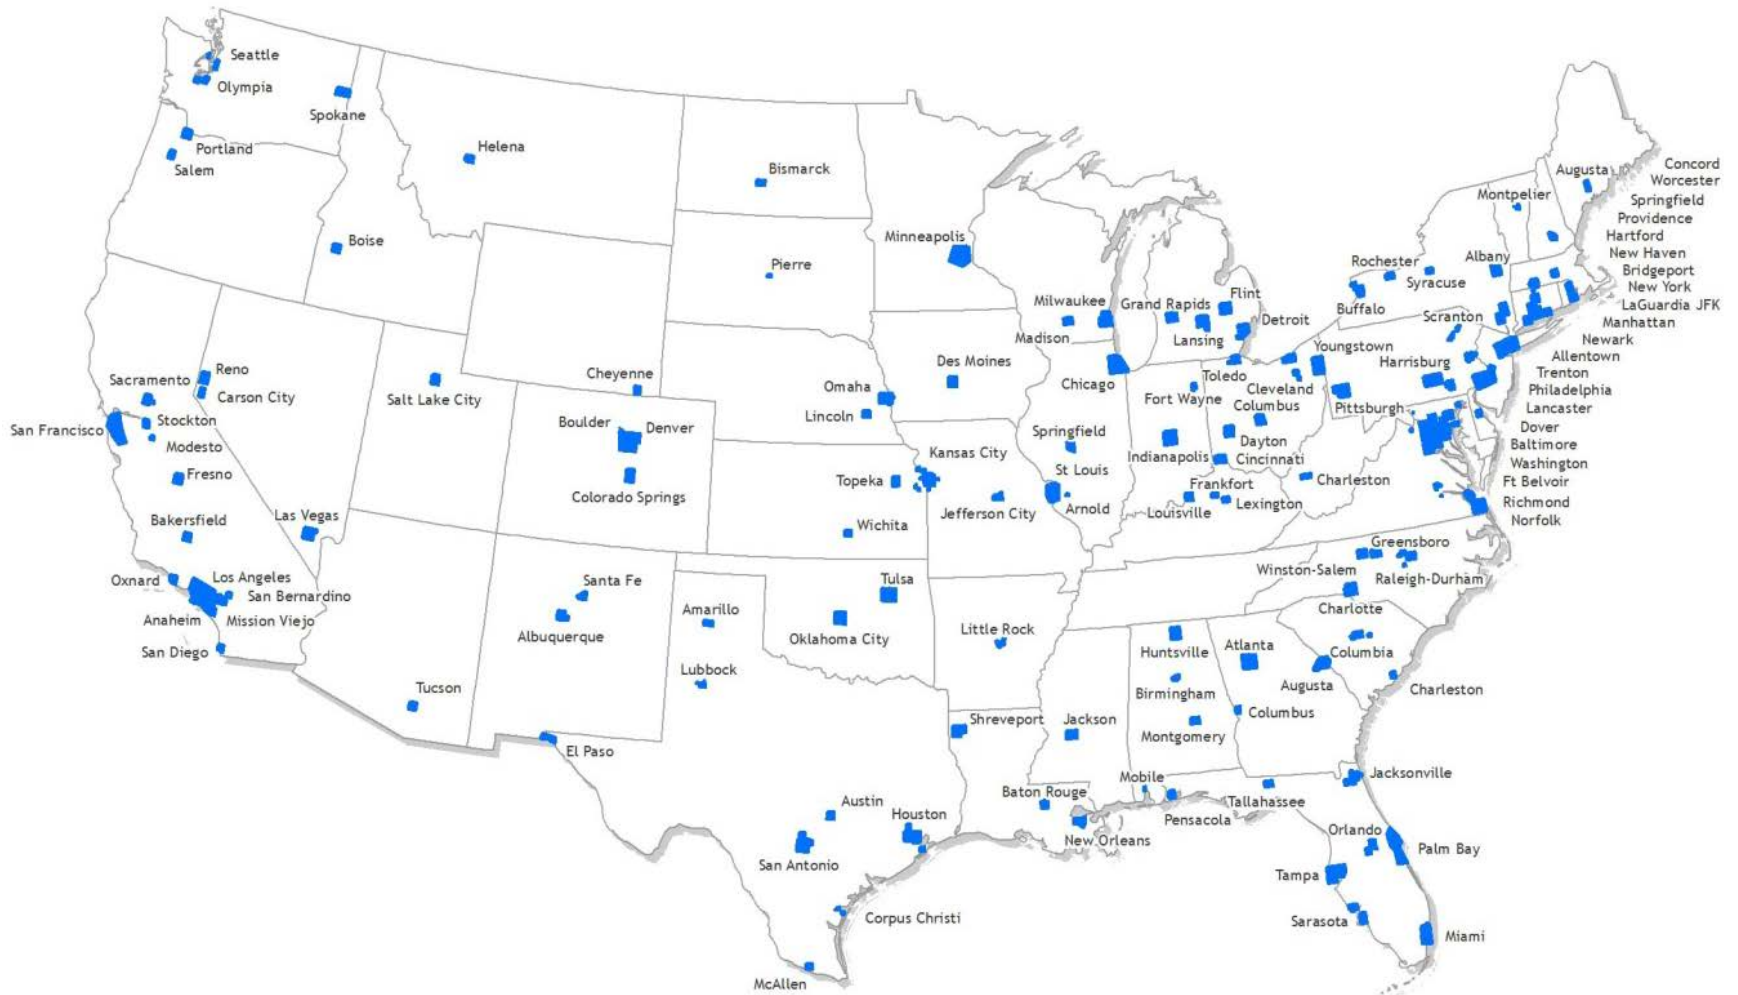 Seattle
Olympia
Spokane
Portland
Salem
Helena
Bismarck
Boise
Pierre
Minneapolis
Augusta
Montpelier
Concord
Worcester
Springfield
Providence
Hartford
New Haven
Bridgeport
New York
LaGuardia JFK
Manhattan
Newark
Allentown
Trenton
Philadelphia
Lancaster
Dover
Baltimore
Washington
Ft Belvoir
Richmond
Norfolk
Rochester
Albany
Syracuse
Buffalo
Scranton
Milwaukee
Grand Rapids
Flint
Detroit
Madison
Lansing
Youngstown
Harrisburg
Chicago
Toledo
Cleveland
Fort Wayne
Columbus
Pittsburgh
Des Moines
Omaha
Lincoln
Cheyenne
Reno
Sacramento
Carson City
Salt Lake City
Stockton
San Francisco
Modesto
Boulder
Denver
Springfield
Dayton
Indianapolis
Cincinnati
Kansas City
St Louis
Topeka
Fresno
Colorado Springs
Frankfort
Charleston
Jefferson City
Arnold
Louisville
Lexington
Bakersfield
Las Vegas
Wichita
Greensboro
Winston-Salem
Raleigh-Durham
Oxnard
Los Angeles
San Bernardino
Anaheim
Mission Viejo
San Diego
Santa Fe
Albuquerque
Amarillo
Tulsa
Oklahoma City
Little Rock
Charlotte
Huntsville
Atlanta
Columbia
Lubbock
Birmingham
Augusta
Charleston
Tucson
Shreveport
Jackson
Columbus
Montgomery
El Paso
Mobile
Jacksonville
Baton Rouge
Tallahassee
Austin
Houston
Pensacola
New Orleans
Orlando
Palm Bay
San Antonio
Tampa
Corpus Christi
Sarasota
Miami
McAllen